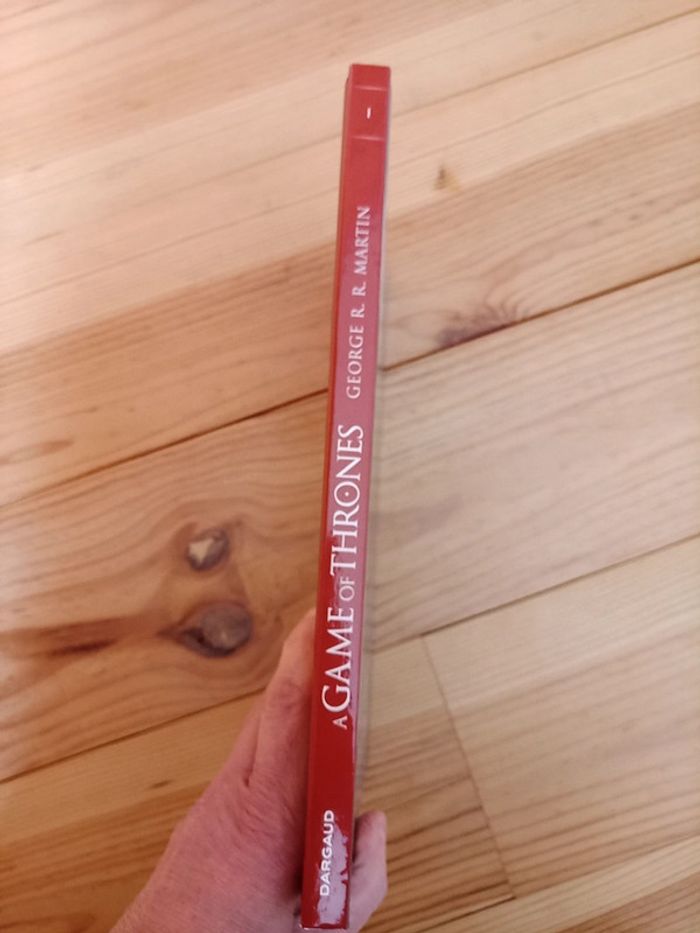 DARGAUD
A GAME OF THRONES
GEORGE R. R. MARTIN
1